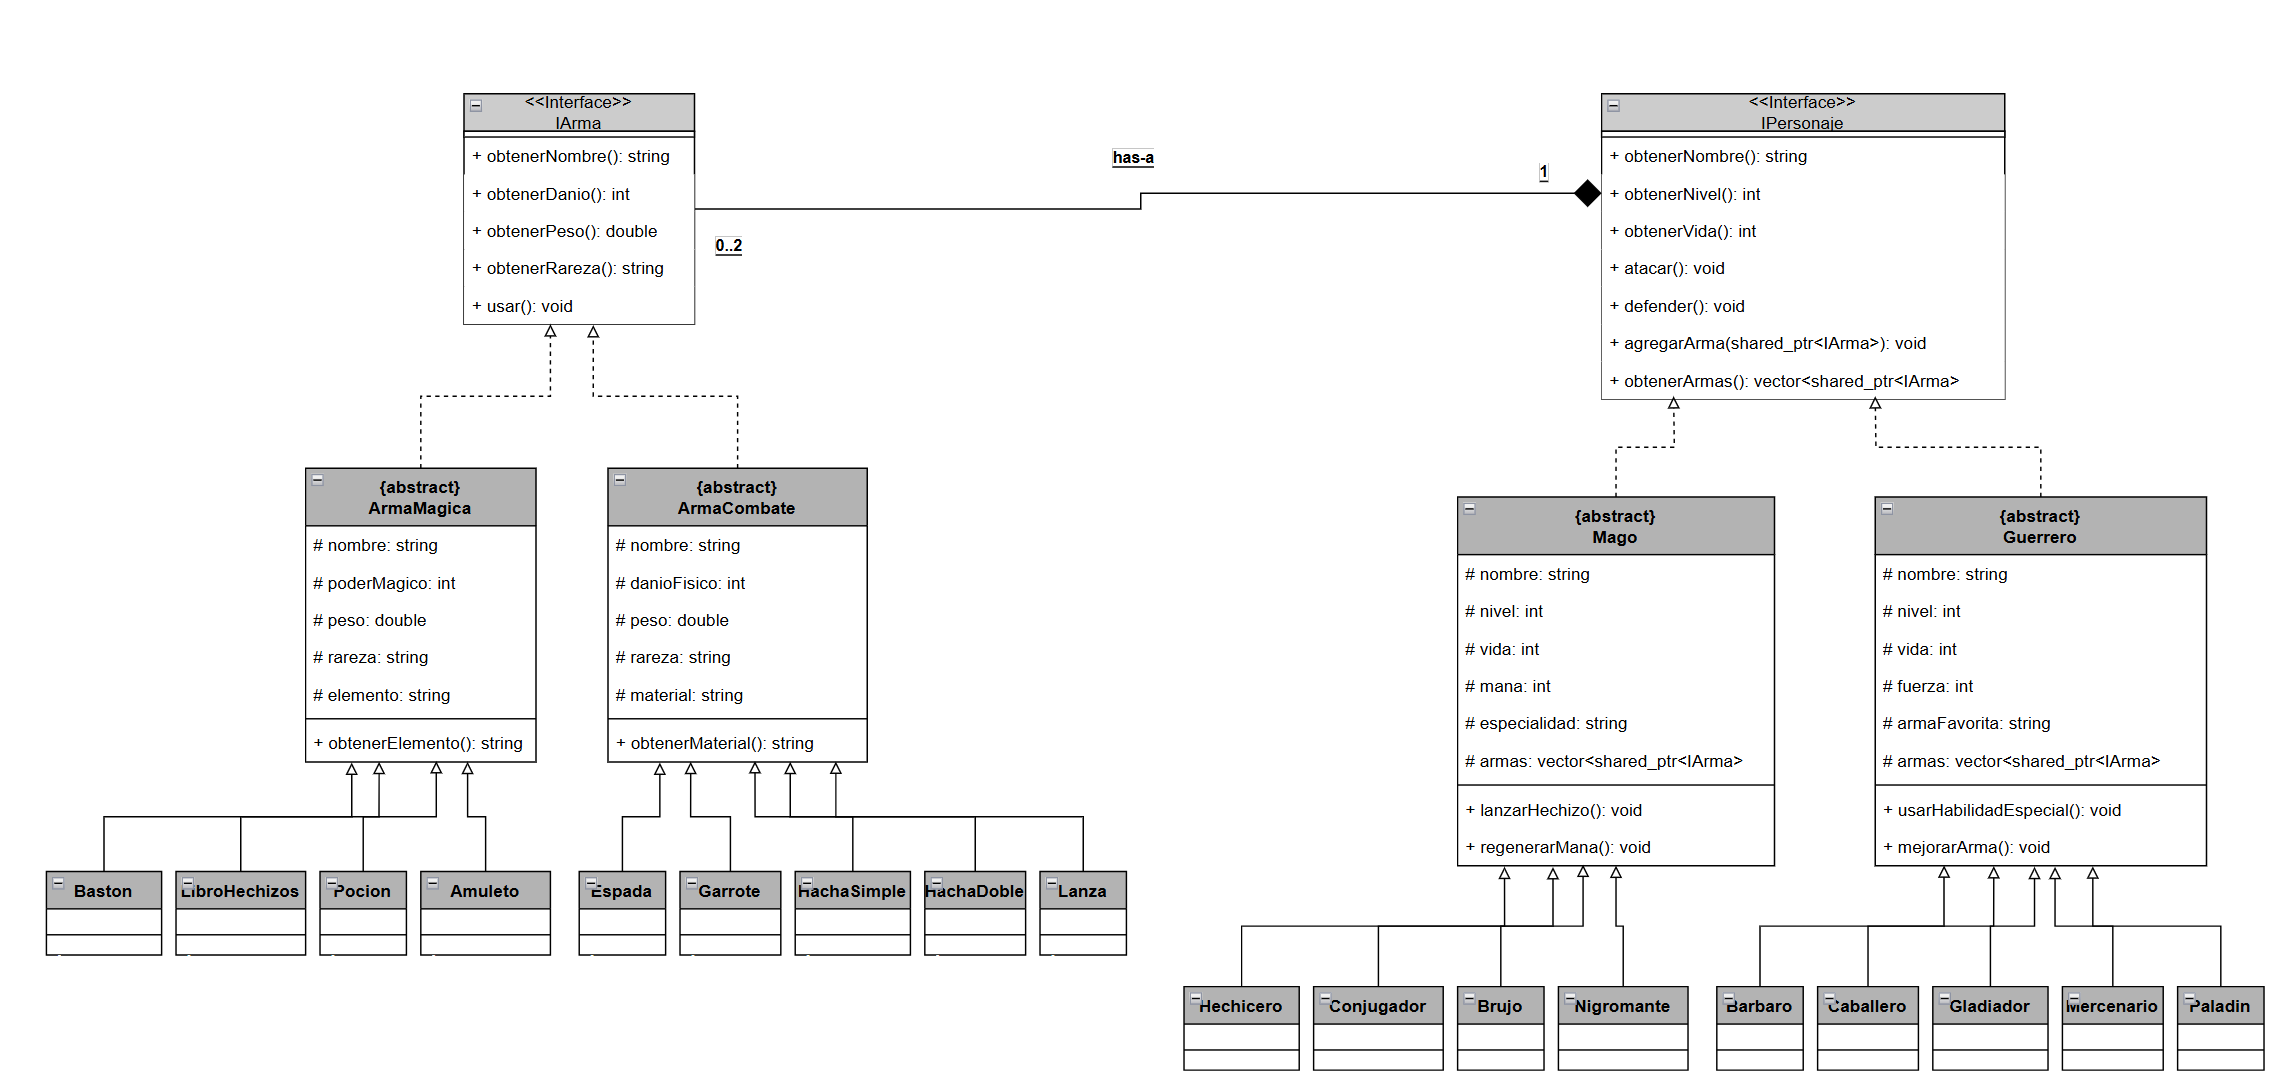 <<Interface>>
IArma
+ obtenerNombre(): string
+ obtenerDanio(): int
+ obtenerPeso(): double
+ obtenerRareza(): string
+ usar(): void
has-a
1
0..2
<<Interface>>
IPersonaje
+ obtenerNombre(): string
+ obtenerNivel(): int
+ obtenerVida(): int
+ atacar(): void
+ defender(): void
+ agregarArma(shared_ptr<IArma>): void
+ obtenerArmas(): vector<shared_ptr<IArma>
{abstract}
ArmaMagica
# nombre: string
# poderMagico: int
# peso: double
# rareza: string
# elemento: string
+ obtenerElemento(): string
{abstract}
ArmaCombate
# nombre: string
# danioFisico: int
# peso: double
# rareza: string
# material: string
+ obtenerMaterial(): string
{abstract}
Mago
# nombre: string
# nivel: int
# vida: int
# mana: int
# especialidad: string
# armas: vector<shared_ptr<IArma>
+ lanzarHechizo(): void
+ regenerarMana(): void
{abstract}
Guerrero
# nombre: string
# nivel: int
# vida: int
# fuerza: int
# armaFavorita: string
# armas: vector<shared_ptr<IArma>
+ usarHabilidadEspecial(): void
+ mejorarArma(): void
Baston
LibroHechizos
Pocion
Amuleto
Espada
Garrote
HachaSimple
HachaDoble
Lanza
Hechicero
Conjugador
Brujo
Nigromante
Barbaro
Caballero
Gladiador
Mercenario
Paladin